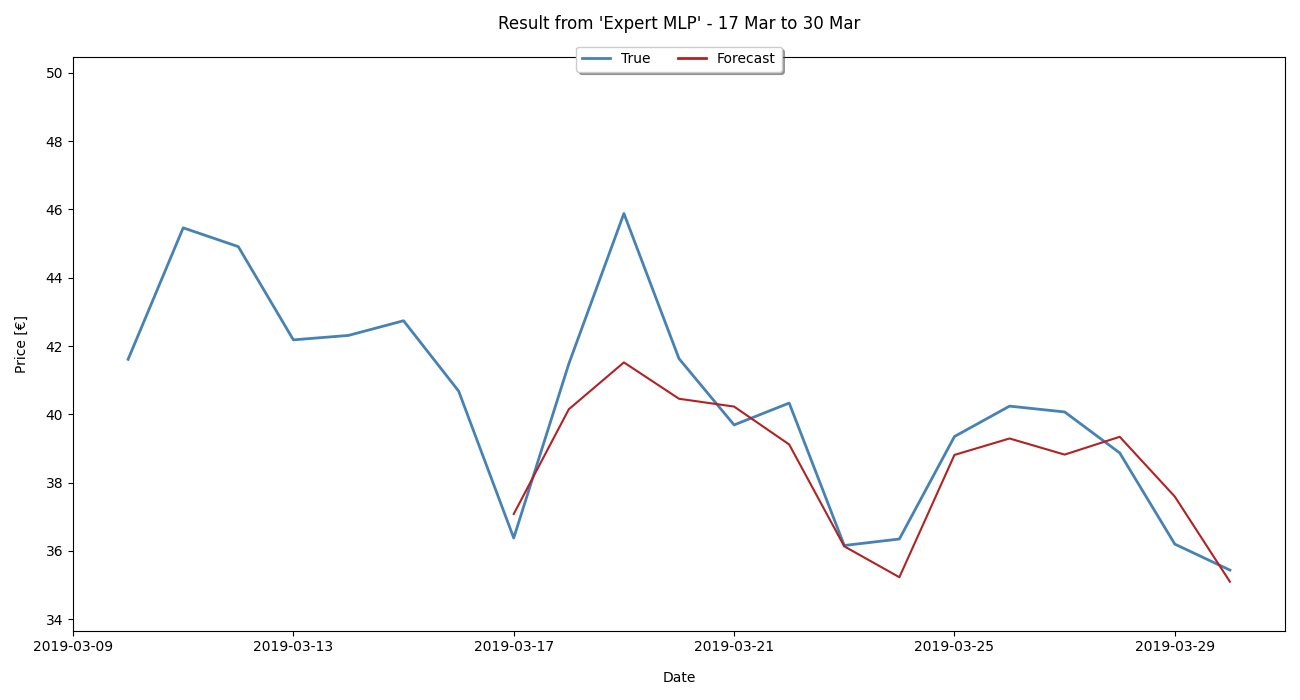 Result from 'Expert MLP' - 17 Mar to 30 Mar
True Forecast
50
48
46
44
42
40
38
36
34
Price [€]
2019-03-09 2019-03-13 2019-03-17 2019-03-21 2019-03-25 2019-03-29
Date